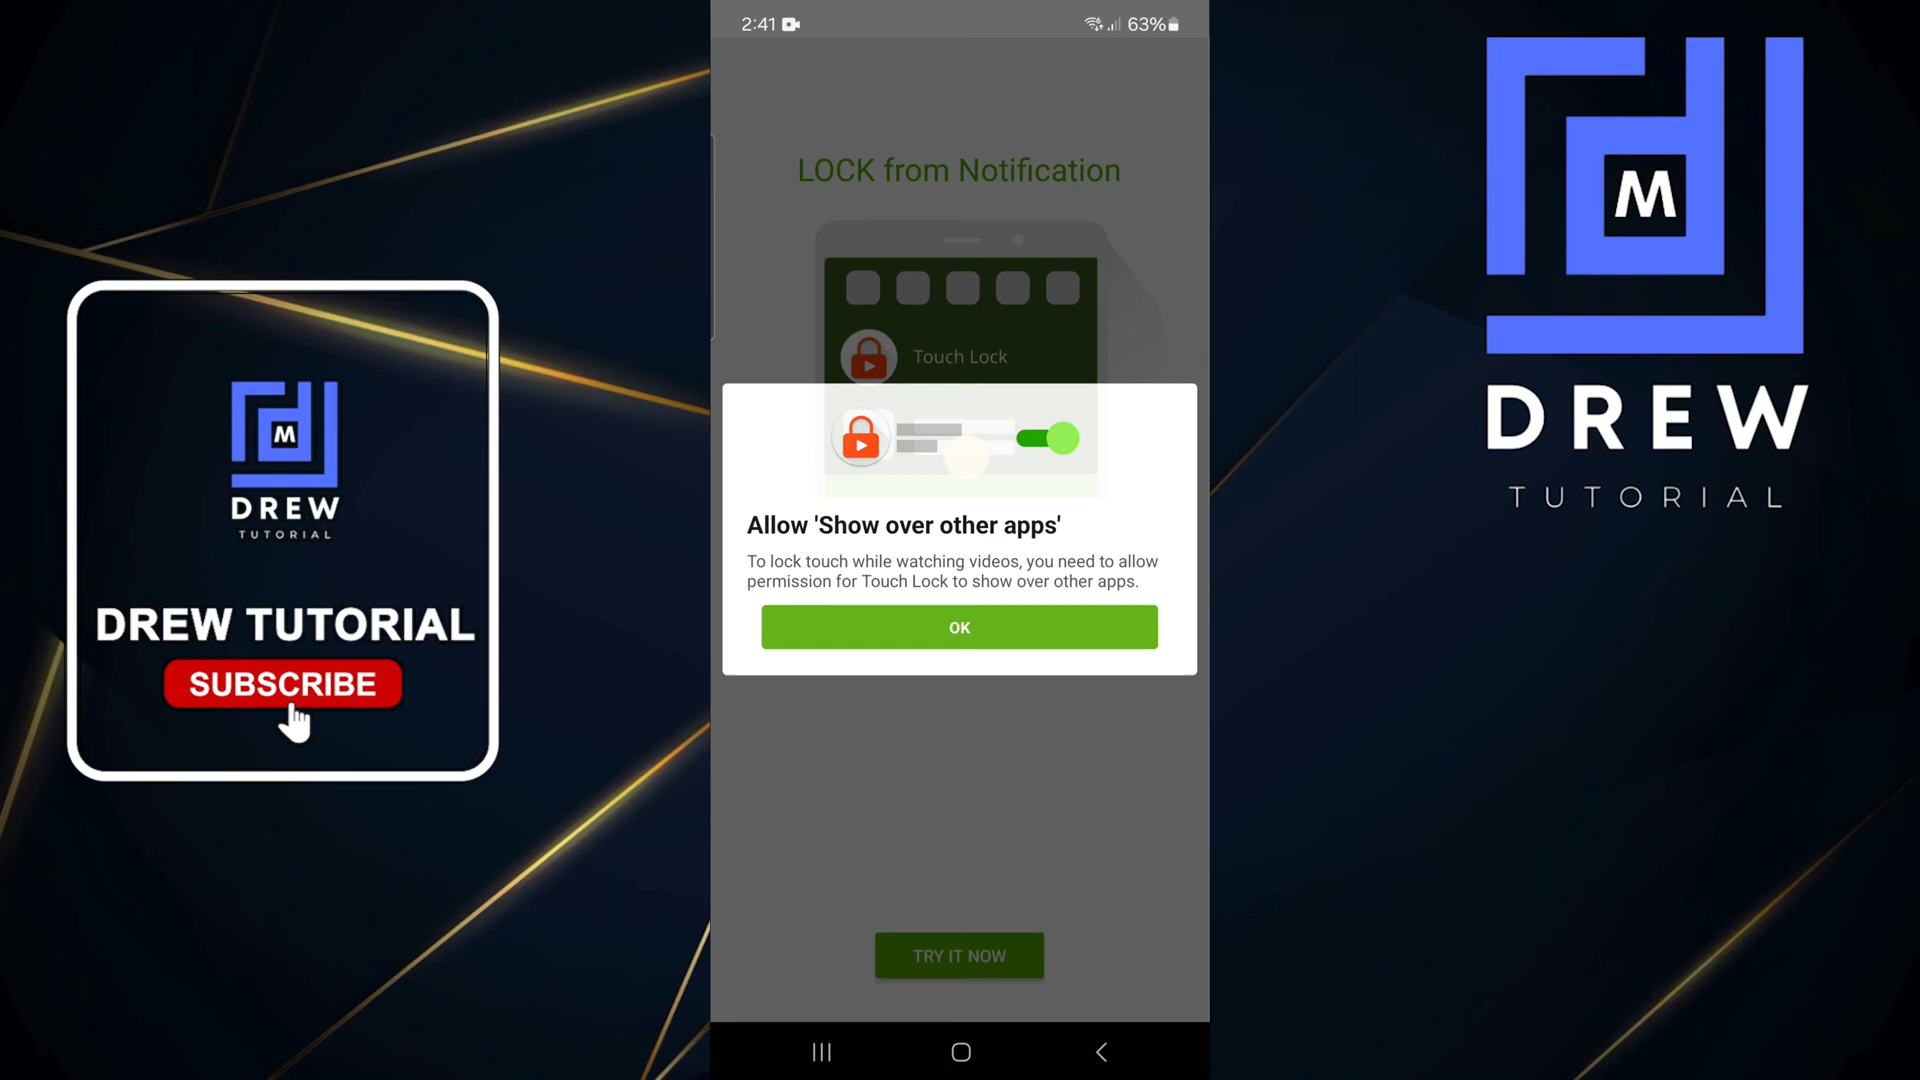 2:41
63%
LOCK from Notification
Touch Lock
Allow 'Show over other apps'
To lock touch while watching videos, you need to allow
permission for Touch Lock to show over other apps.
OK
TRY IT NOW
M
DREW
TUTORIAL
DREW TUTORIAL
SUBSCRIBE
M
DREW
TUTORIAL